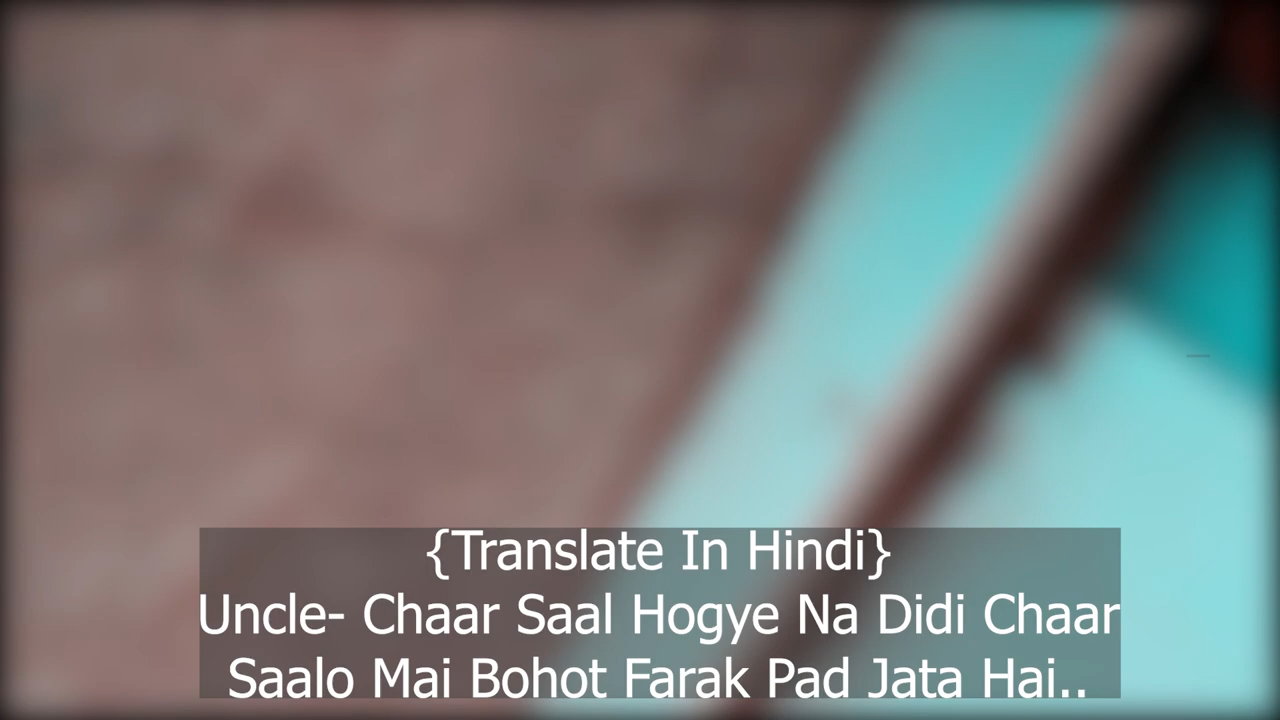 {Translate In Hindi}
Uncle- Chaar Saal Hogye Na Didi Chaar
Saalo Mai Bohot Farak Pad Jata Hai..